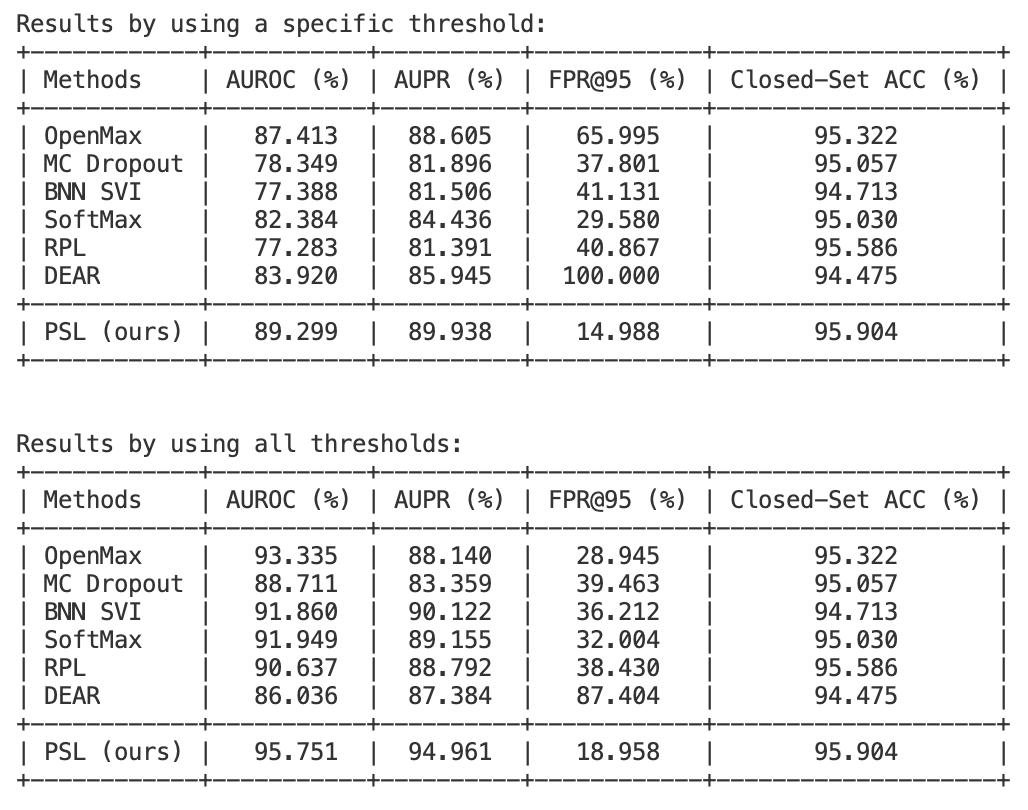 Results by using a specific threshold:
+-------------+-----------+----------+------------+--------------------+
| Methods | AUROC (%) | AUPR (%) | FPR@95 (%) | Closed-Set ACC (%) |
+-------------+-----------+----------+------------+--------------------+
| OpenMax | 87.413 | 88.605 | 65.995 | 95.322 |
| MC Dropout | 78.349 | 81.896 | 37.801 | 95.057 |
| BNN SVI | 77.388 | 81.506 | 41.131 | 94.713 |
| SoftMax | 82.384 | 84.436 | 29.580 | 95.030 |
| RPL | 77.283 | 81.391 | 40.867 | 95.586 |
| DEAR | 83.920 | 85.945 | 100.000 | 94.475 |
+-------------+-----------+----------+------------+--------------------+
| PSL (ours) | 89.299 | 89.938 | 14.988 | 95.904 |
+-------------+-----------+----------+------------+--------------------+
Results by using all thresholds:
+-------------+-----------+----------+------------+--------------------+
| Methods | AUROC (%) | AUPR (%) | FPR@95 (%) | Closed-Set ACC (%) |
+-------------+-----------+----------+------------+--------------------+
| OpenMax | 93.335 | 88.140 | 28.945 | 95.322 |
| MC Dropout | 88.711 | 83.359 | 39.463 | 95.057 |
| BNN SVI | 91.860 | 90.122 | 36.212 | 94.713 |
| SoftMax | 91.949 | 89.155 | 32.004 | 95.030 |
| RPL | 90.637 | 88.792 | 38.430 | 95.586 |
| DEAR | 86.036 | 87.384 | 87.404 | 94.475 |
+-------------+-----------+----------+------------+--------------------+
| PSL (ours) | 95.751 | 94.961 | 18.958 | 95.904 |
+-------------+-----------+----------+------------+--------------------+